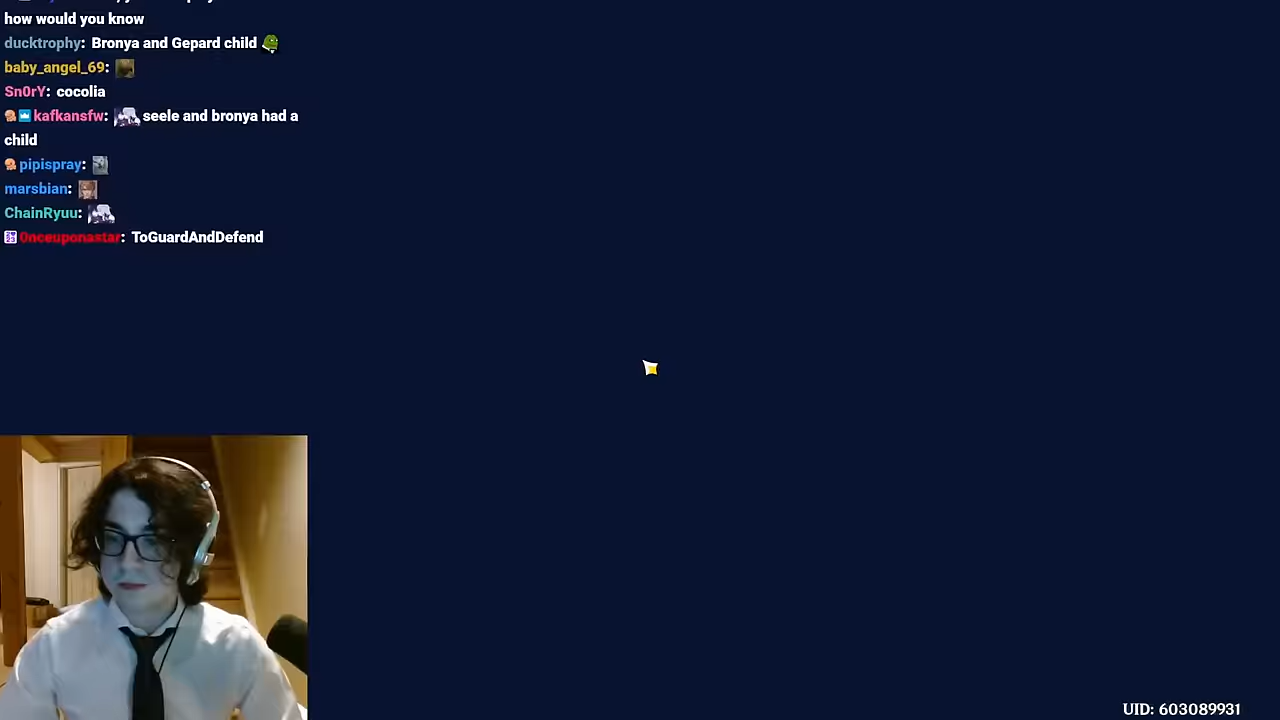 how would you know
ducktrophy: Bronya and Gepard child
baby_angel_69:
Sn0rY: cocolia
kafkansfw: seele and bronya had a
child
pipispray:
marsbian:
ChainRyuu:
0nceuponastar: ToGuardAndDefend
UID: 603089931